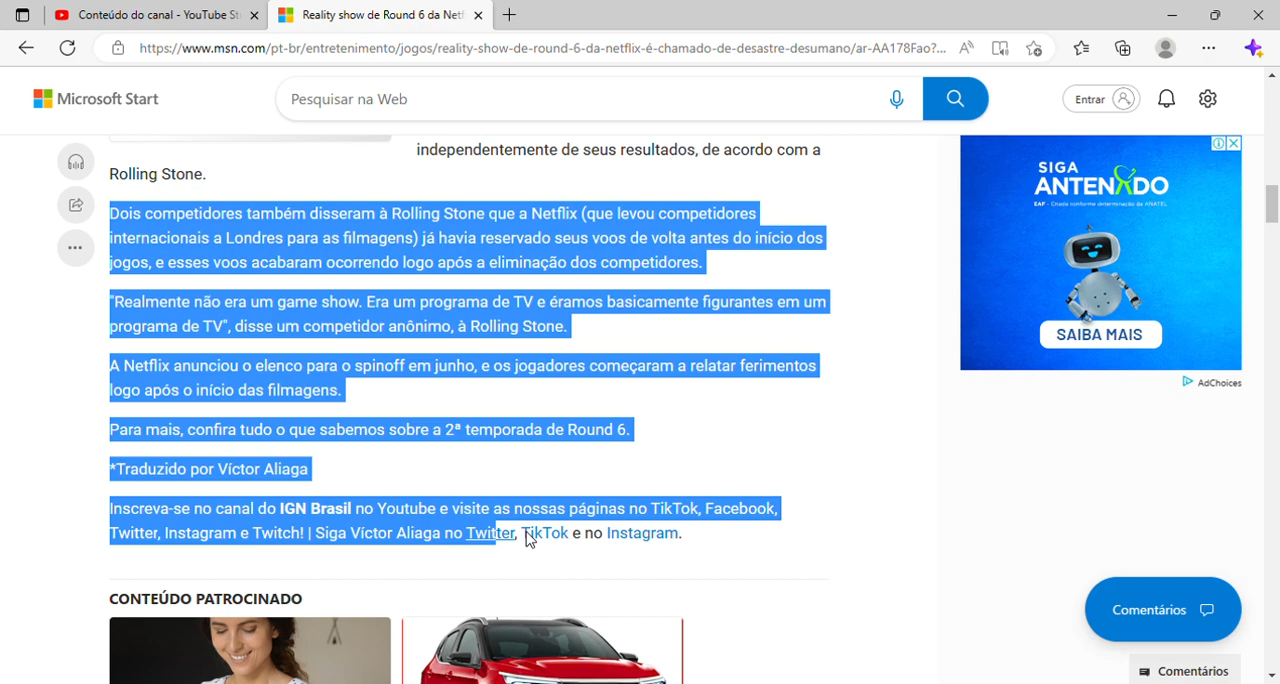 Conteúdo do canal - YouTube St
Reality show de Round 6 da Netf
https://www.msn.com/pt-br/entretenimento/jogos/reality-show-de-round-6-da-netflix-é-chamado-de-desastre-desumano/ar-AA178Fao?...
Microsoft Start
Pesquisar na Web
Entrar
independentemente de seus resultados, de acordo com a
Rolling Stone.
Dois competidores também disseram à Rolling Stone que a Netflix (que levou competidores
internacionais a Londres para as filmagens) já havia reservado seus voos de volta antes do início dos
jogos, e esses voos acabaram ocorrendo logo após a eliminação dos competidores.
"Realmente não era um game show. Era um programa de TV e éramos basicamente figurantes em um
programa de TV", disse um competidor anônimo, à Rolling Stone.
A Netflix anunciou o elenco para o spinoff em junho, e os jogadores começaram a relatar ferimentos
logo após o início das filmagens.
Para mais, confira tudo o que sabemos sobre a 2ª temporada de Round 6.
*Traduzido por Víctor Aliaga
Inscreva-se no canal do IGN Brasil no Youtube e visite as nossas páginas no TikTok, Facebook,
Twitter, Instagram e Twitch! | Siga Víctor Aliaga no Twitter, TikTok e no Instagram.
CONTEÚDO PATROCINADO
SIGA
ANTENADO
EAF - Criada conforme determinação da ANATEL
SAIBA MAIS
AdChoices
Comentários
Comentários